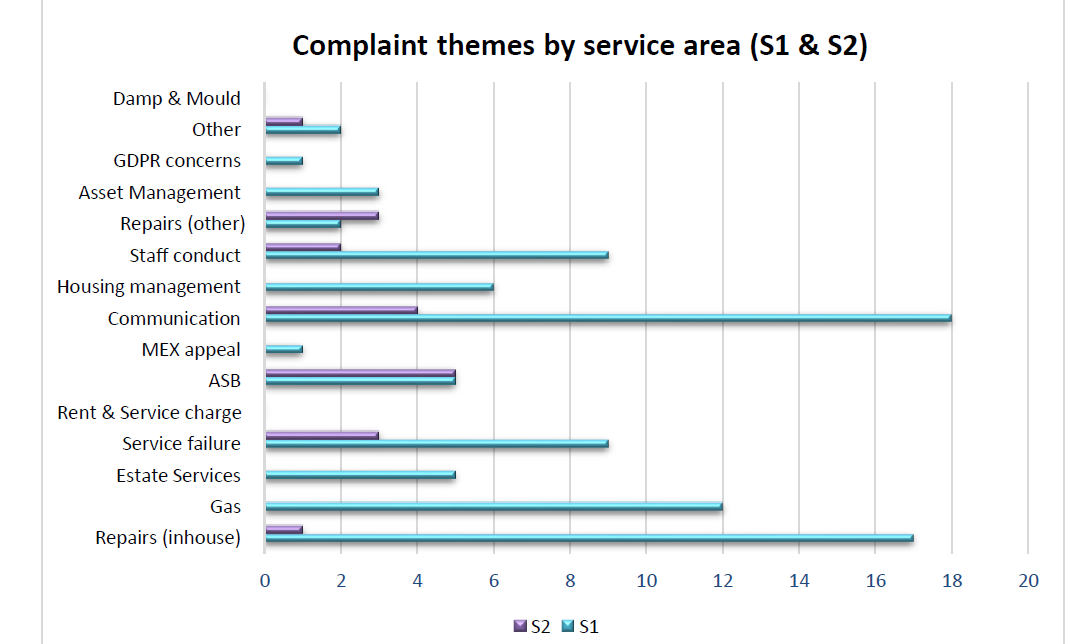 Complaint themes by service area (S1 & S2)
Damp & Mould
Other
GDPR concerns
Asset Management
Repairs (other)
Staff conduct
Housing management
Communication
MEX appeal
ASB
Rent & Service charge
Service failure
Estate Services
Gas
Repairs (inhouse)
0 2 4 6 8 10 12 14 16 18 20
S2 S1